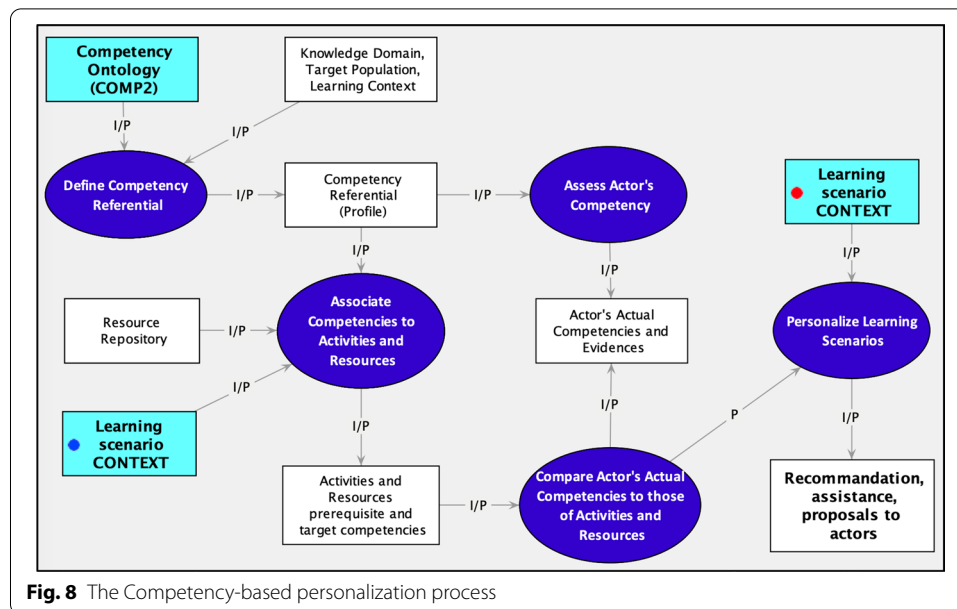 Competency
Ontology
(COMP2)
Knowledge Domain,
Target Population,
Learning Context
I/P
I/P
Define Competency
Referential
I/P
Competency
Referential
(Profile)
I/P
Assess Actor's
Competency
Learning
scenario
CONTEXT
I/P
I/P
I/P
Resource
Repository
I/P
Associate
Competencies to
Activities and
Resources
Actor's Actual
Competencies and
Evidences
Personalize Learning
Scenarios
I/P
Learning
scenario
CONTEXT
I/P
I/P
P
I/P
Activities and
Resources
prerequisite and
target competencies
I/P
Compare Actor's Actual
Competencies to those
of Activities and
Resources
Recommandation,
assistance,
proposals to
actors
Fig. 8 The Competency-based personalization process